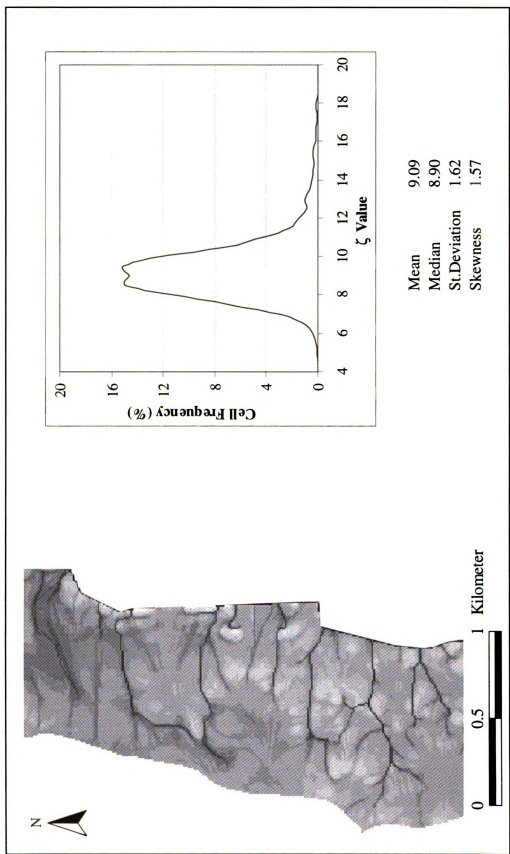 N
0 0.5 1 Kilometer
Cell Frequency (%)
20
16
12
8
4
0
4 6 8 10 12 14 16 18 20
ζ Value
Mean 9.09
Median 8.90
St.Deviation 1.62
Skewness 1.57